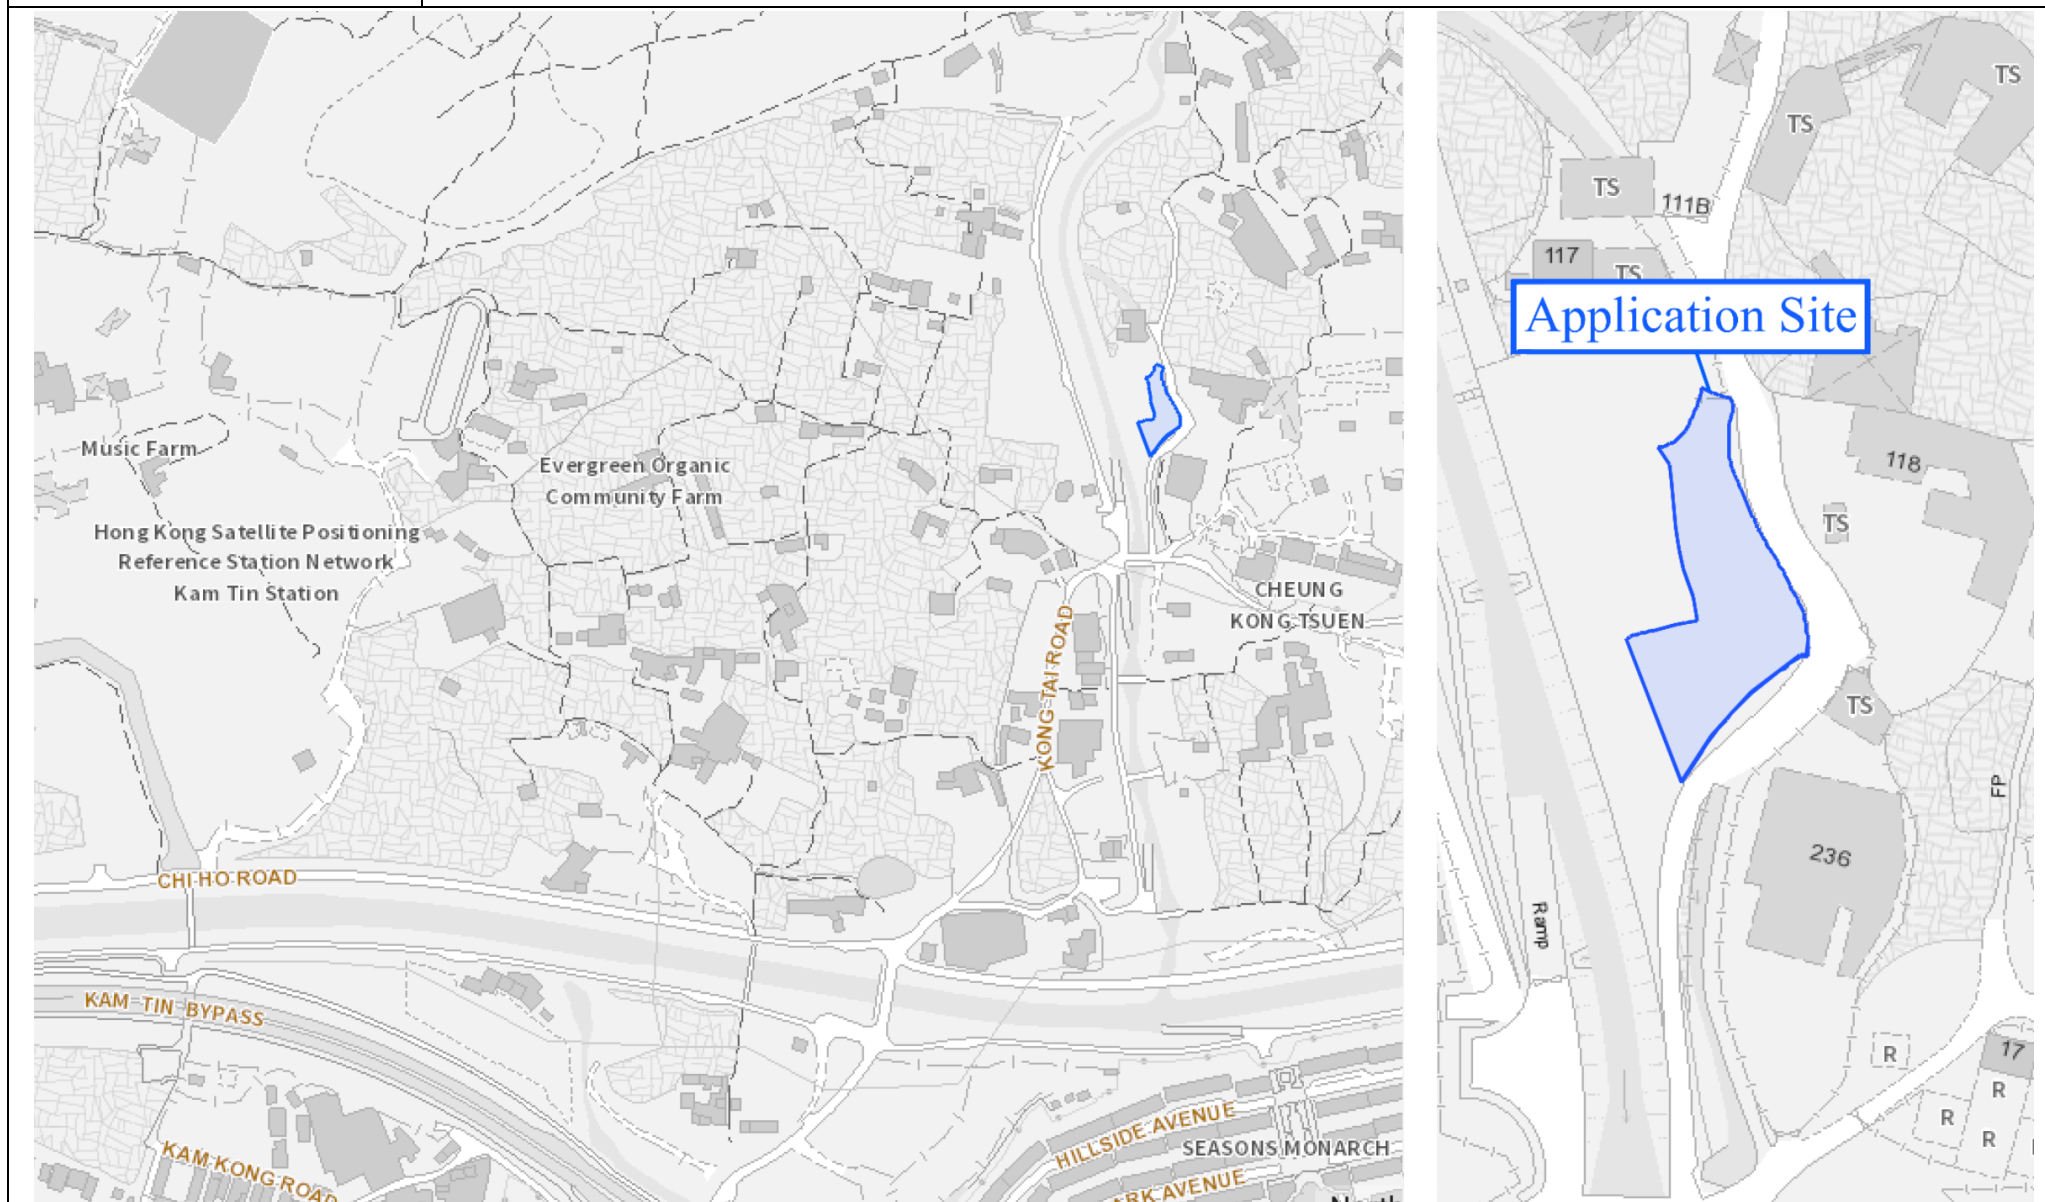 Music Farm
Evergreen Organic
Community Farm
Hong Kong Satellite Positioning
Reference Station Network
Kam Tin Station
CHEUNG
KONG TSUEN
KONG TAI ROAD
CHI HO ROAD
KAM TIN BYPASS
KAM KONG ROAD
HILLSIDE AVENUE
SEASONS MONARCH
TS
TS
TS
111B
117
TS
Application Site
118
TS
TS
FP
236
Ramp
R
17
R
R
R